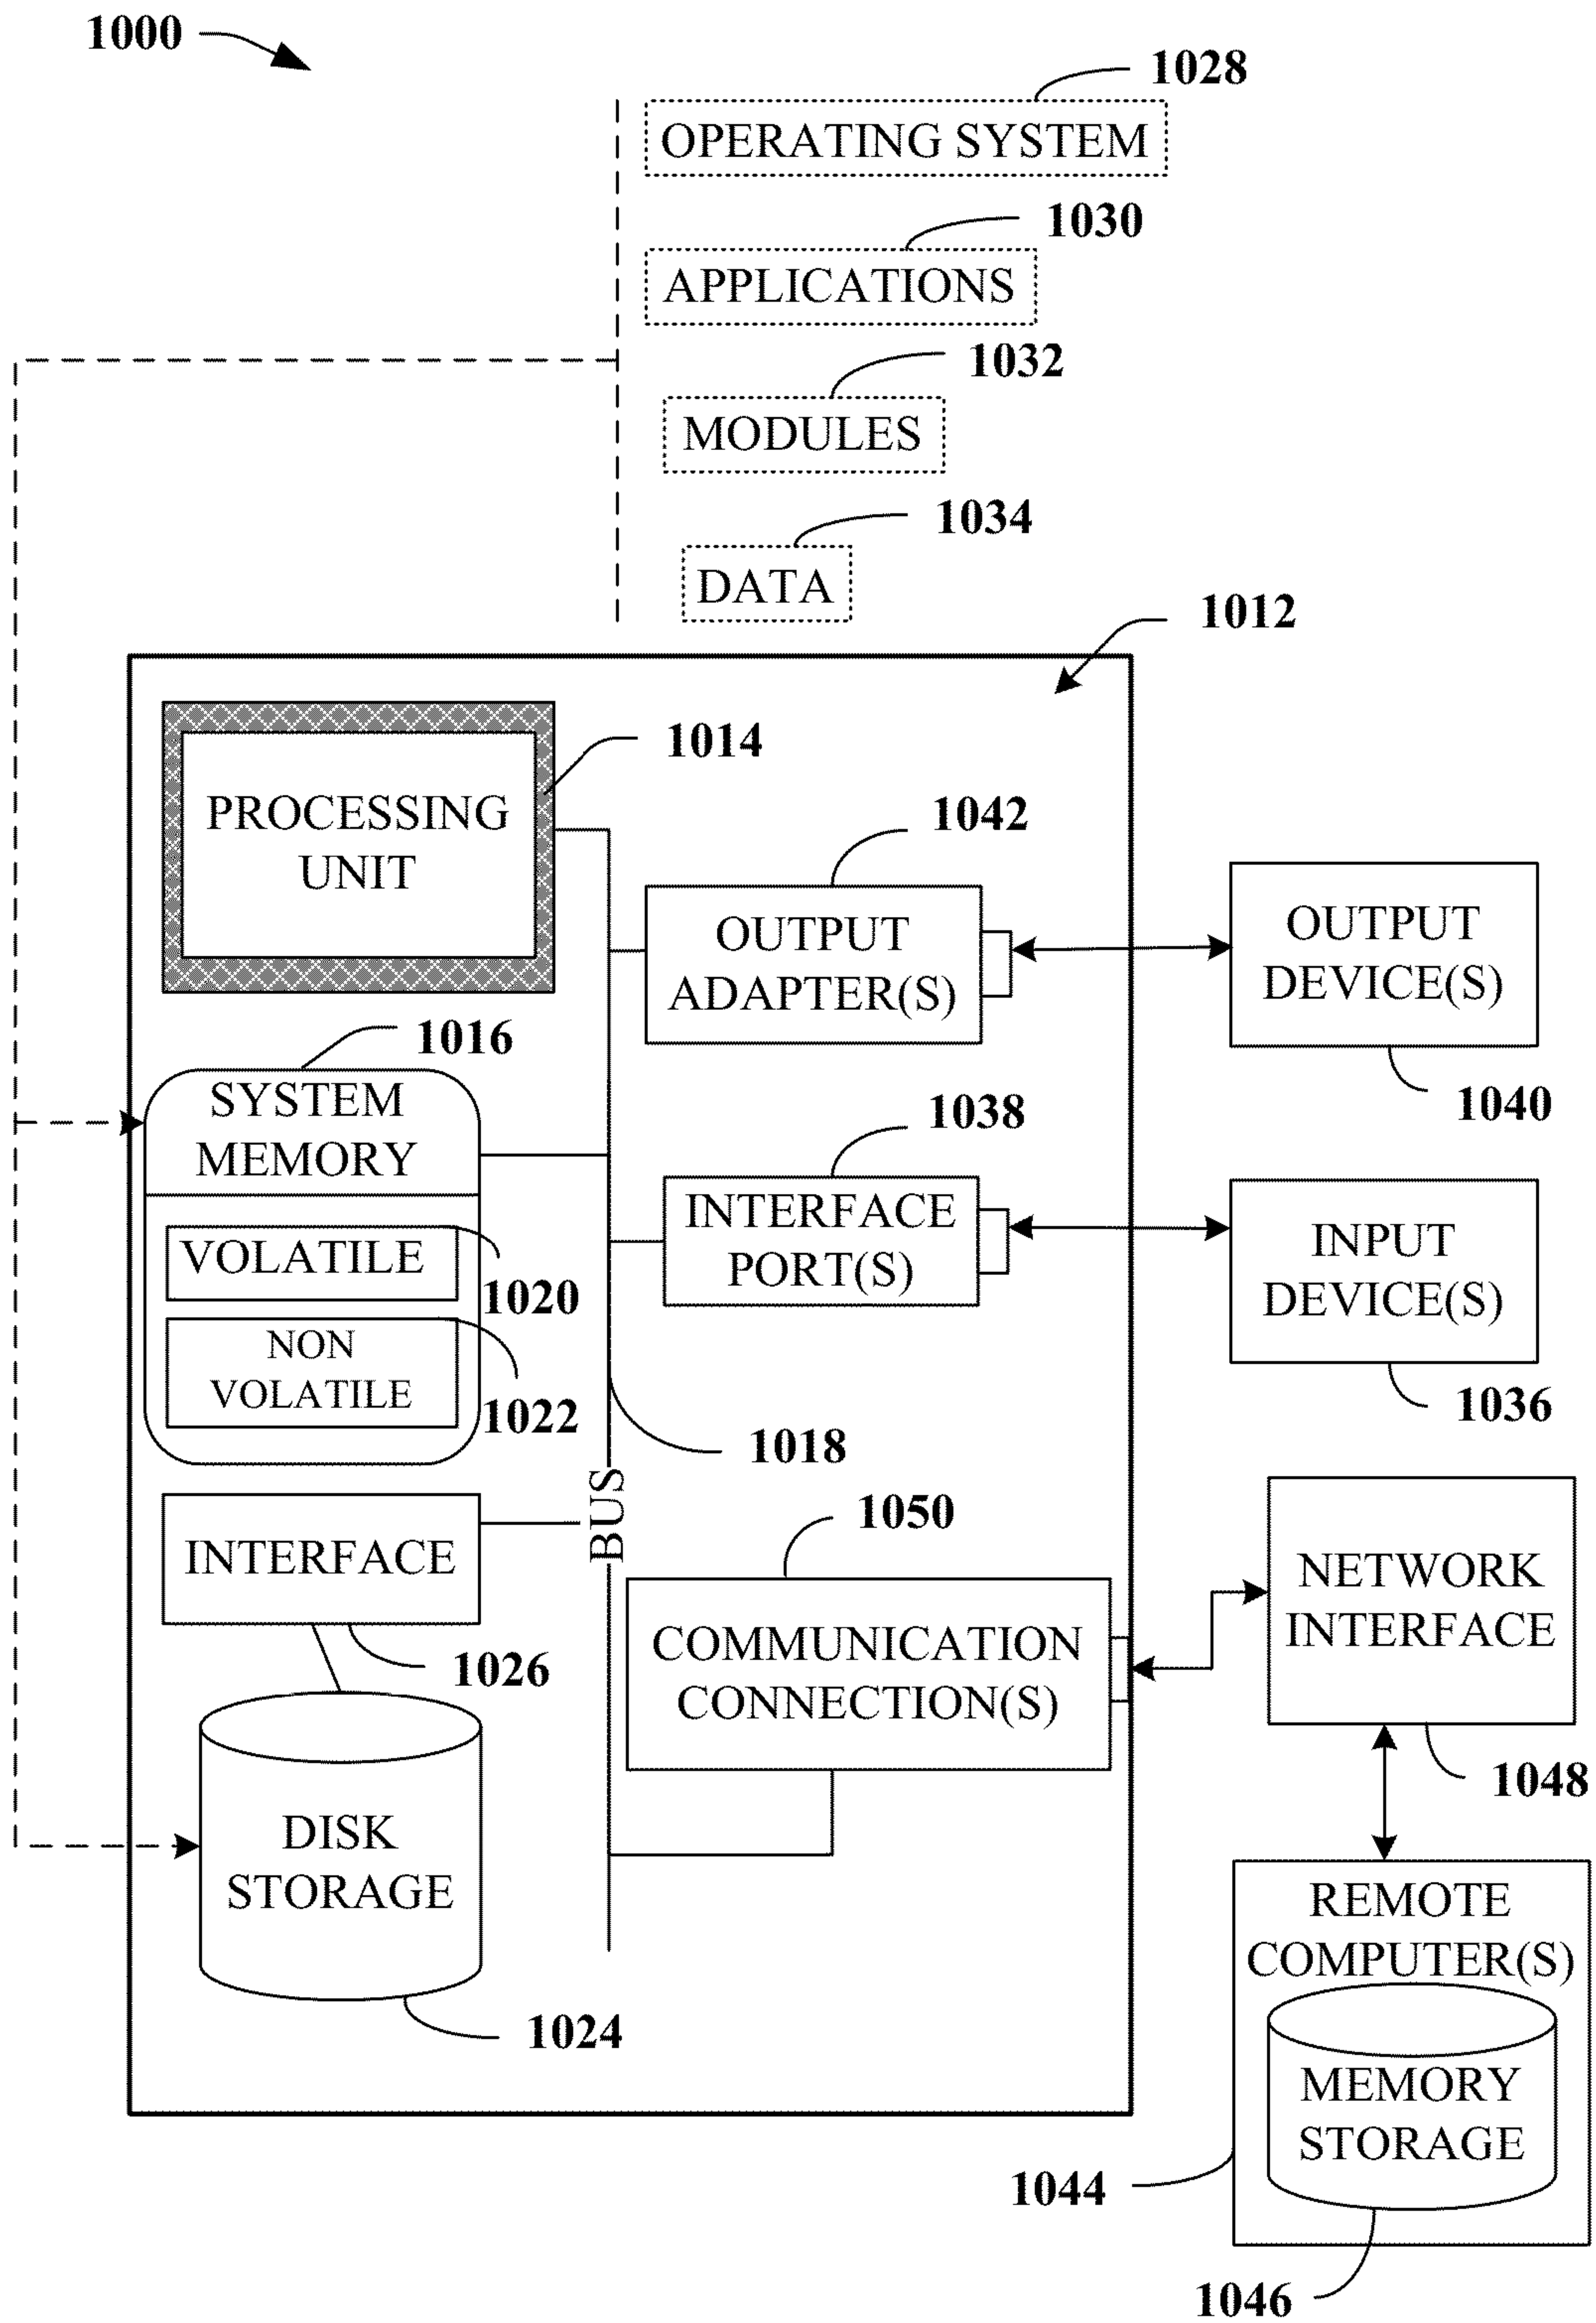 1000
1028
OPERATING SYSTEM
1030
APPLICATIONS
1032
MODULES
1034
DATA
1012
1014
PROCESSING
UNIT
1042
OUTPUT
ADAPTER(S)
OUTPUT
DEVICE(S)
1040
1016
SYSTEM
MEMORY
1038
INTERFACE
PORT(S)
INPUT
DEVICE(S)
1036
VOLATILE
1020
NON
VOLATILE
1022
1018
BUS
INTERFACE
1026
1050
COMMUNICATION
CONNECTION(S)
NETWORK
INTERFACE
1048
DISK
STORAGE
1024
REMOTE
COMPUTER(S)
MEMORY
STORAGE
1044
1046